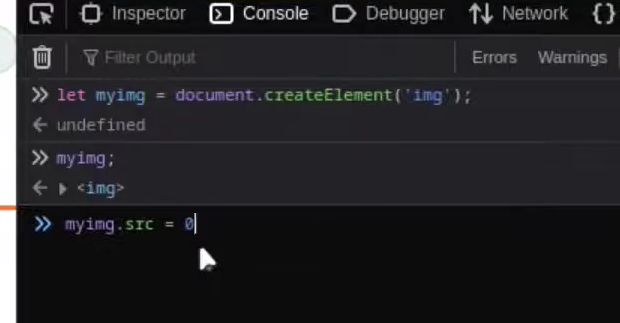 Inspector Console Debugger Network {}
Filter Output Errors Warnings
>> let myimg = document.createElement('img');
← undefined
>> myimg;
← ▶ <img>
>> myimg.src = 0